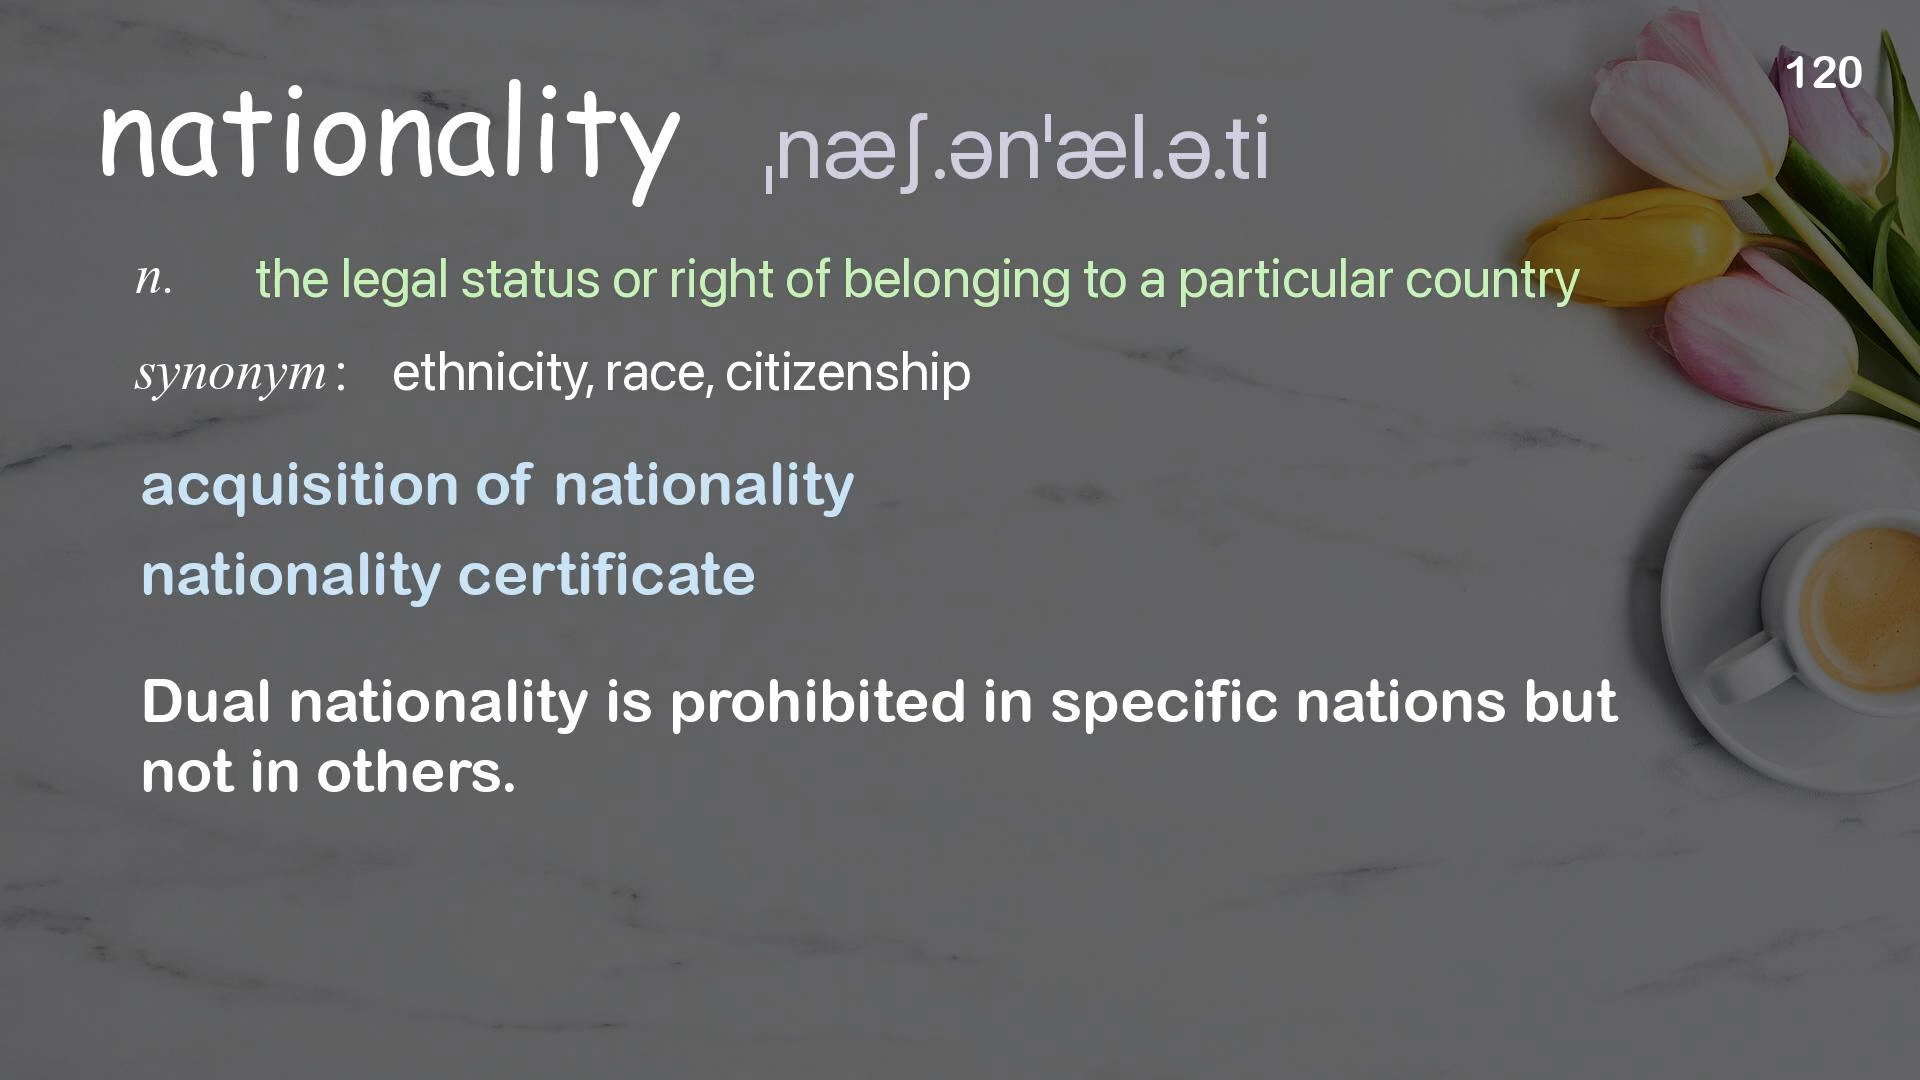 120
nationality ˌnæʃ.ənˈæl.ə.ti
n. the legal status or right of belonging to a particular country
synonym: ethnicity, race, citizenship
acquisition of nationality
nationality certificate
Dual nationality is prohibited in specific nations but
not in others.